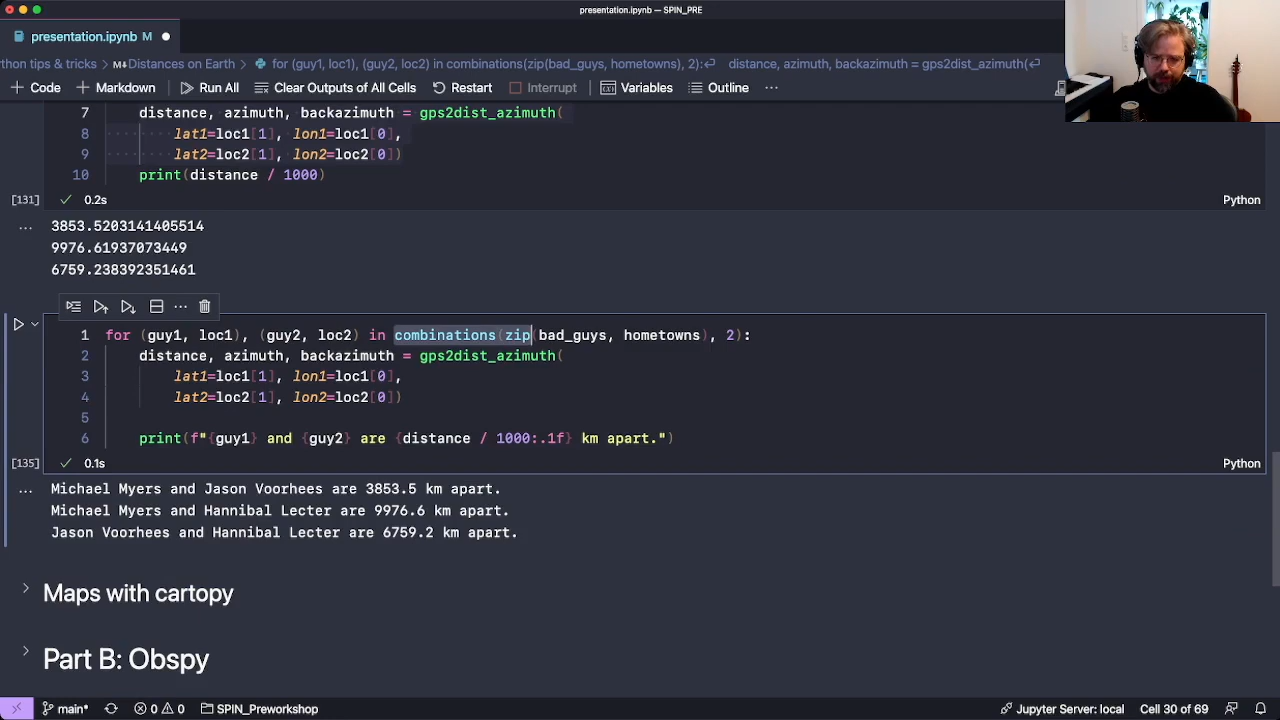 presentation.ipynb — SPIN_PRE
presentation.ipynb M
thon tips & tricks > M↓Distances on Earth > for (guy1, loc1), (guy2, loc2) in combinations(zip(bad_guys, hometowns), 2):↵ distance, azimuth, backazimuth = gps2dist_azimuth(↵
+ Code + Markdown Run All Clear Outputs of All Cells Restart Interrupt Variables Outline ...
7 distance, azimuth, backazimuth = gps2dist_azimuth(
8 lat1=loc1[1], lon1=loc1[0],
9 lat2=loc2[1], lon2=loc2[0])
10 print(distance / 1000)
[131] ✓ 0.2s Python
... 3853.5203141405514
9976.61937073449
6759.238392351461
1 for (guy1, loc1), (guy2, loc2) in combinations(zip(bad_guys, hometowns), 2):
2 distance, azimuth, backazimuth = gps2dist_azimuth(
3 lat1=loc1[1], lon1=loc1[0],
4 lat2=loc2[1], lon2=loc2[0])
5
6 print(f"{guy1} and {guy2} are {distance / 1000:.1f} km apart.")
[135] ✓ 0.1s Python
... Michael Myers and Jason Voorhees are 3853.5 km apart.
Michael Myers and Hannibal Lecter are 9976.6 km apart.
Jason Voorhees and Hannibal Lecter are 6759.2 km apart.
> Maps with cartopy
> Part B: Obspy
main* 0 0 SPIN_Preworkshop Jupyter Server: local Cell 30 of 69